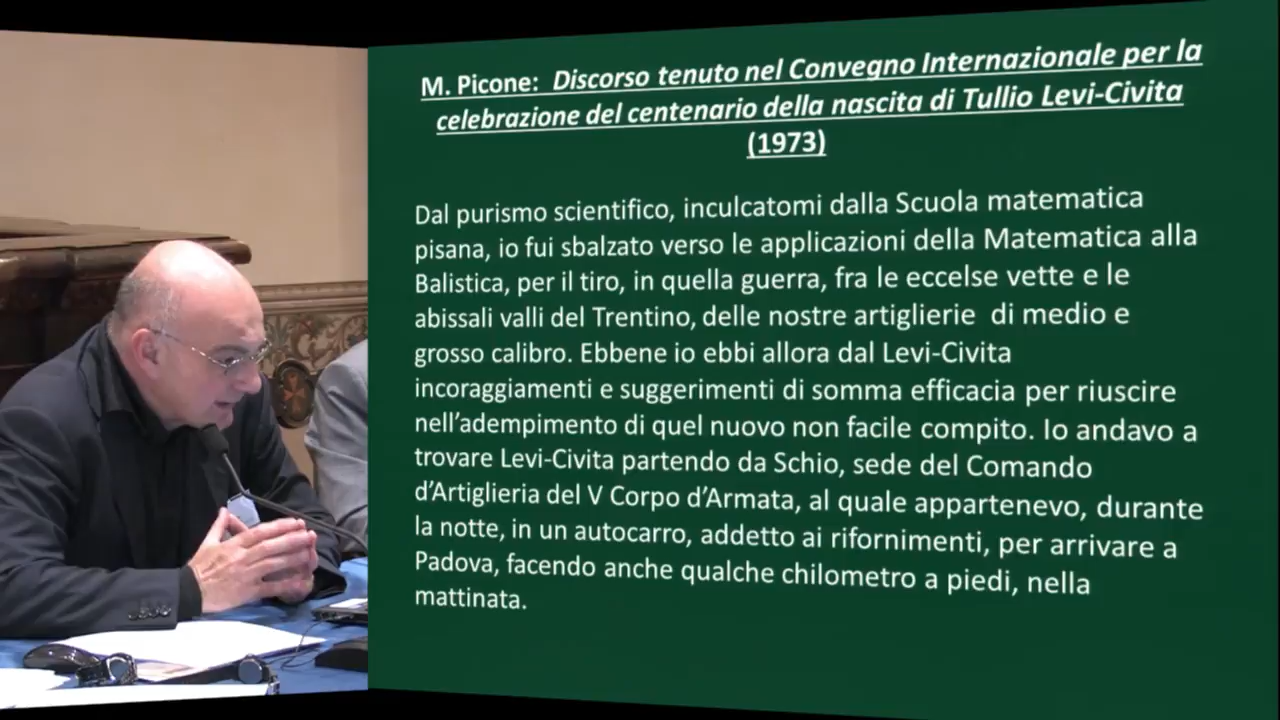 M. Picone: Discorso tenuto nel Convegno Internazionale per la
celebrazione del centenario della nascita di Tullio Levi-Civita
(1973)
Dal purismo scientifico, inculcatomi dalla Scuola matematica
pisana, io fui sbalzato verso le applicazioni della Matematica alla
Balistica, per il tiro, in quella guerra, fra le eccelse vette e le
abissali valli del Trentino, delle nostre artiglierie di medio e
grosso calibro. Ebbene io ebbi allora dal Levi-Civita
incoraggiamenti e suggerimenti di somma efficacia per riuscire
nell’adempimento di quel nuovo non facile compito. Io andavo a
trovare Levi-Civita partendo da Schio, sede del Comando
d’Artiglieria del V Corpo d’Armata, al quale appartenevo, durante
la notte, in un autocarro, addetto ai rifornimenti, per arrivare a
Padova, facendo anche qualche chilometro a piedi, nella
mattinata.